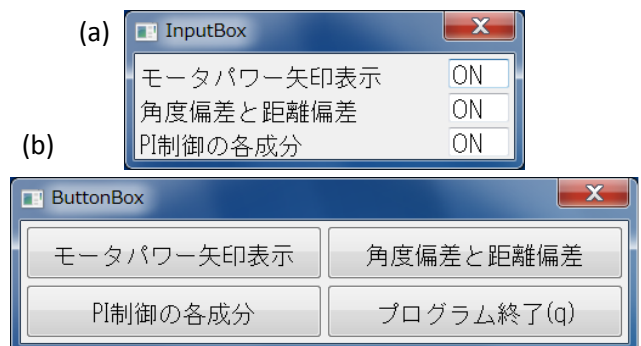 (a)
InputBox
モータパワー矢印表示 ON
角度偏差と距離偏差 ON
PI制御の各成分 ON
(b)
ButtonBox
モータパワー矢印表示 角度偏差と距離偏差
PI制御の各成分 プログラム終了(q)